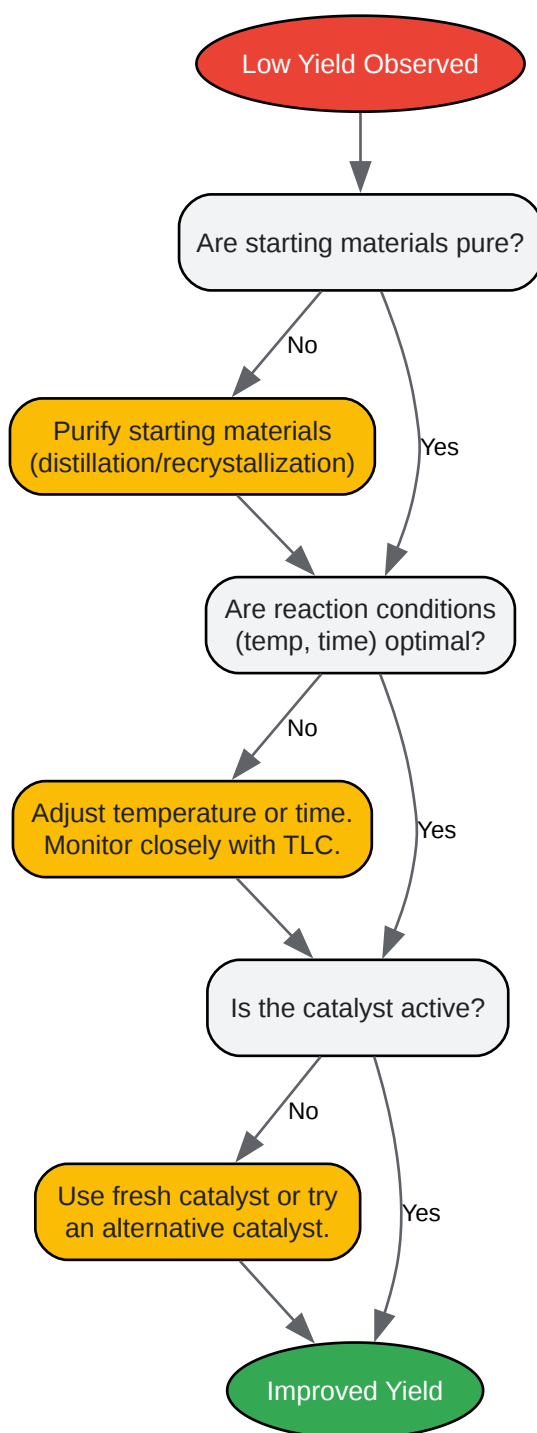 Low Yield Observed
Are starting materials pure?
No
Purify starting materials
(distillation/recrystallization)
Yes
Are reaction conditions
(temp, time) optimal?
No
Adjust temperature or time.
Monitor closely with TLC.
Yes
Is the catalyst active?
No
Use fresh catalyst or try
an alternative catalyst.
Yes
Improved Yield